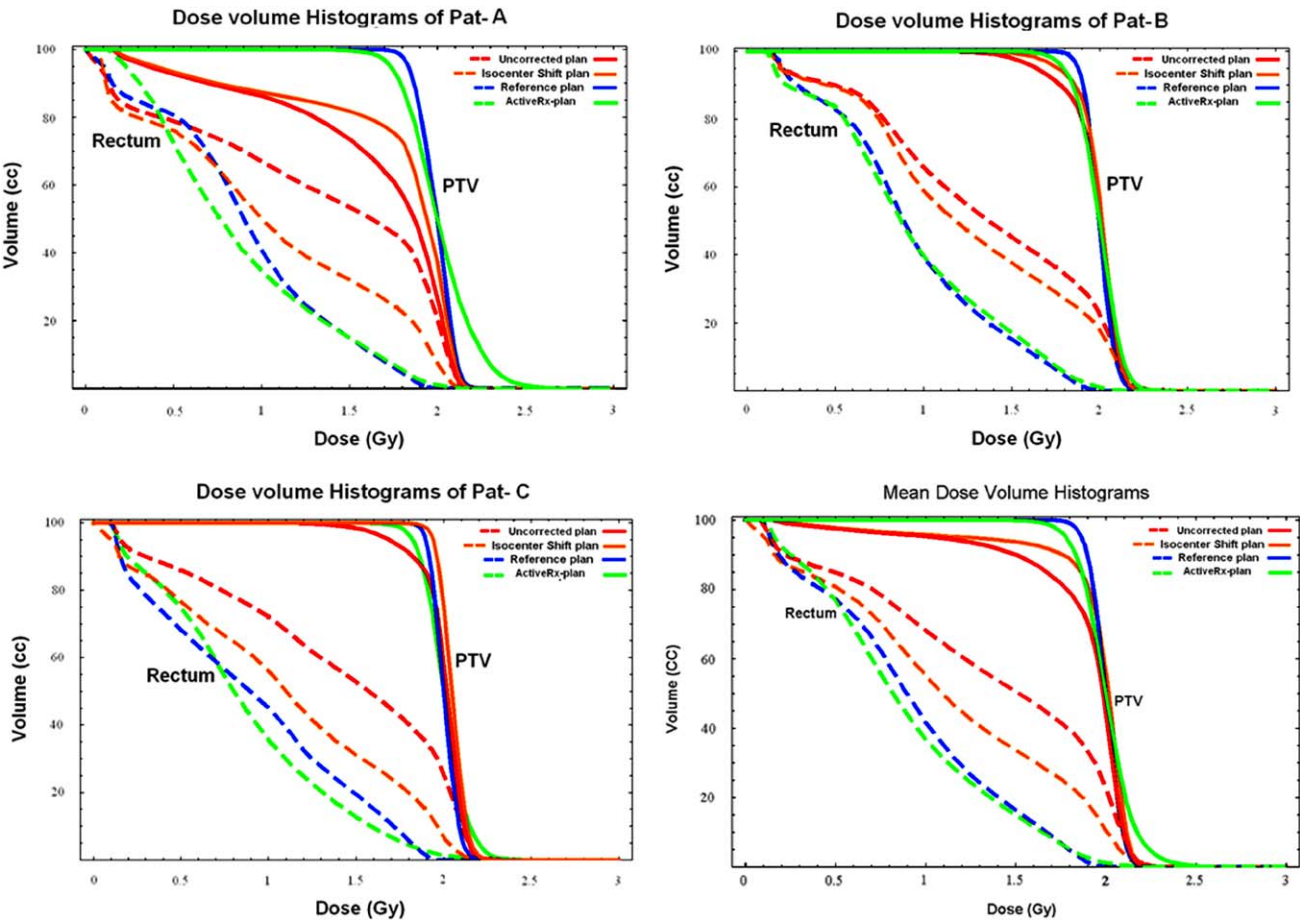 Dose volume Histograms of Pat- A
100
80
60
40
20
0
0.5
1
1.5
2
2.5
3
Volume (cc)
Dose (Gy)
Uncorrected plan
Isocenter Shift plan
Reference plan
ActiveRx-plan
Rectum
PTV
Dose volume Histograms of Pat-B
100
80
60
40
20
0
0.5
1
1.5
2
2.5
3
Volume (cc)
Dose (Gy)
Uncorrected plan
Isocenter Shift plan
Reference plan
ActiveRx-plan
Rectum
PTV
Dose volume Histograms of Pat- C
100
80
60
40
20
0
0.5
1
1.5
2
2.5
3
Volume (cc)
Dose (Gy)
Uncorrected plan
Isocenter Shift plan
Reference plan
ActiveRx-plan
Rectum
PTV
Mean Dose Volume Histograms
100
80
60
40
20
0
0.5
1
1.5
2
2.5
3
Volume (CC)
Dose (Gy)
Uncorrected plan
Isocenter Shift plan
Reference plan
ActiveRx-plan
Rectum
PTV